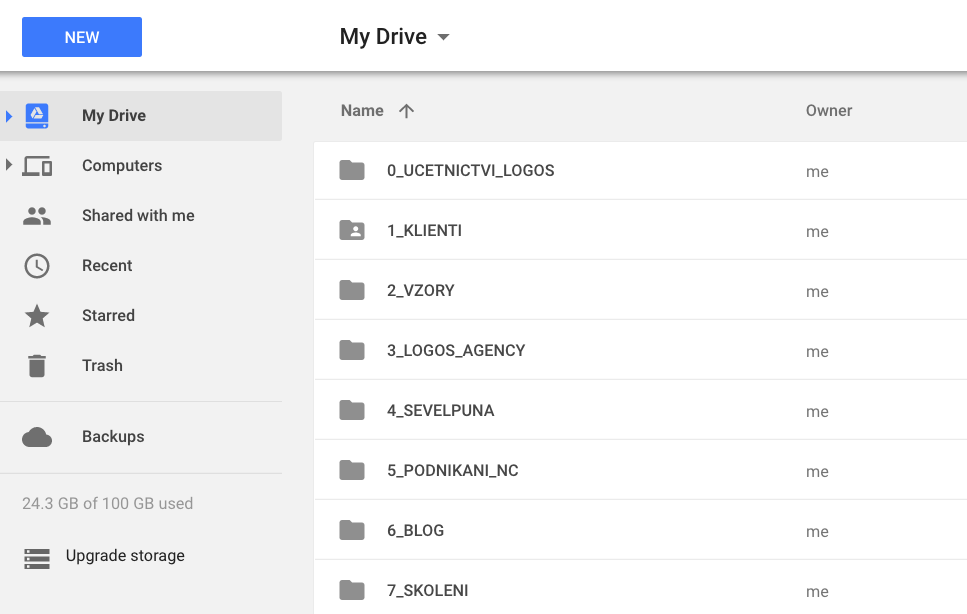 NEW
My Drive
My Drive
Computers
Shared with me
Recent
Starred
Trash
Backups
24.3 GB of 100 GB used
Upgrade storage
Name Owner
0_UCETNICTVI_LOGOS me
1_KLIENTI me
2_VZORY me
3_LOGOS_AGENCY me
4_SEVELPUNA me
5_PODNIKANI_NC me
6_BLOG me
7_SKOLENI me